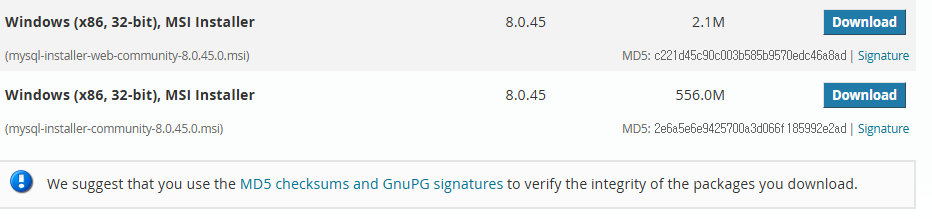 Windows (x86, 32-bit), MSI Installer 8.0.45 2.1M Download
(mysql-installer-web-community-8.0.45.0.msi) MD5: c221d45c90c003b585b9570edc46a8ad | Signature
Windows (x86, 32-bit), MSI Installer 8.0.45 556.0M Download
(mysql-installer-community-8.0.45.0.msi) MD5: 2e6a5e6e9425700a3d066f185992e2ad | Signature
We suggest that you use the MD5 checksums and GnuPG signatures to verify the integrity of the packages you download.